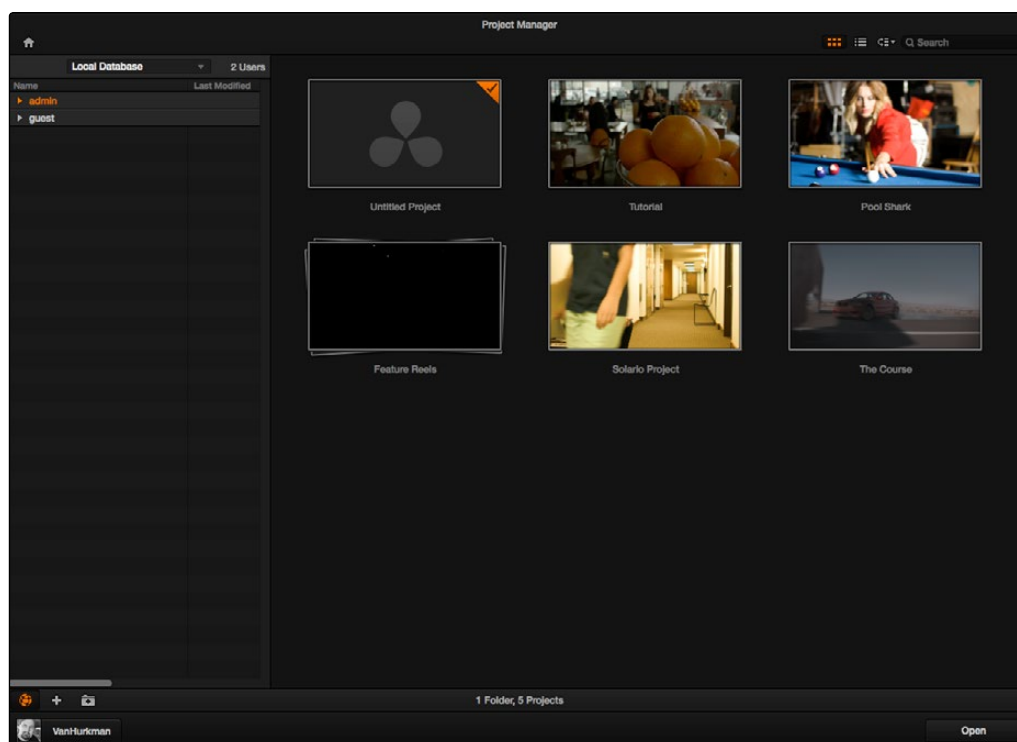 Project Manager
Search
Local Database 2 Users
Name Last Modified
admin
guest
Untitled Project Tutorial Pool Shark
Feature Reels Solario Project The Course
1 Folder, 5 Projects
VanHurkman Open